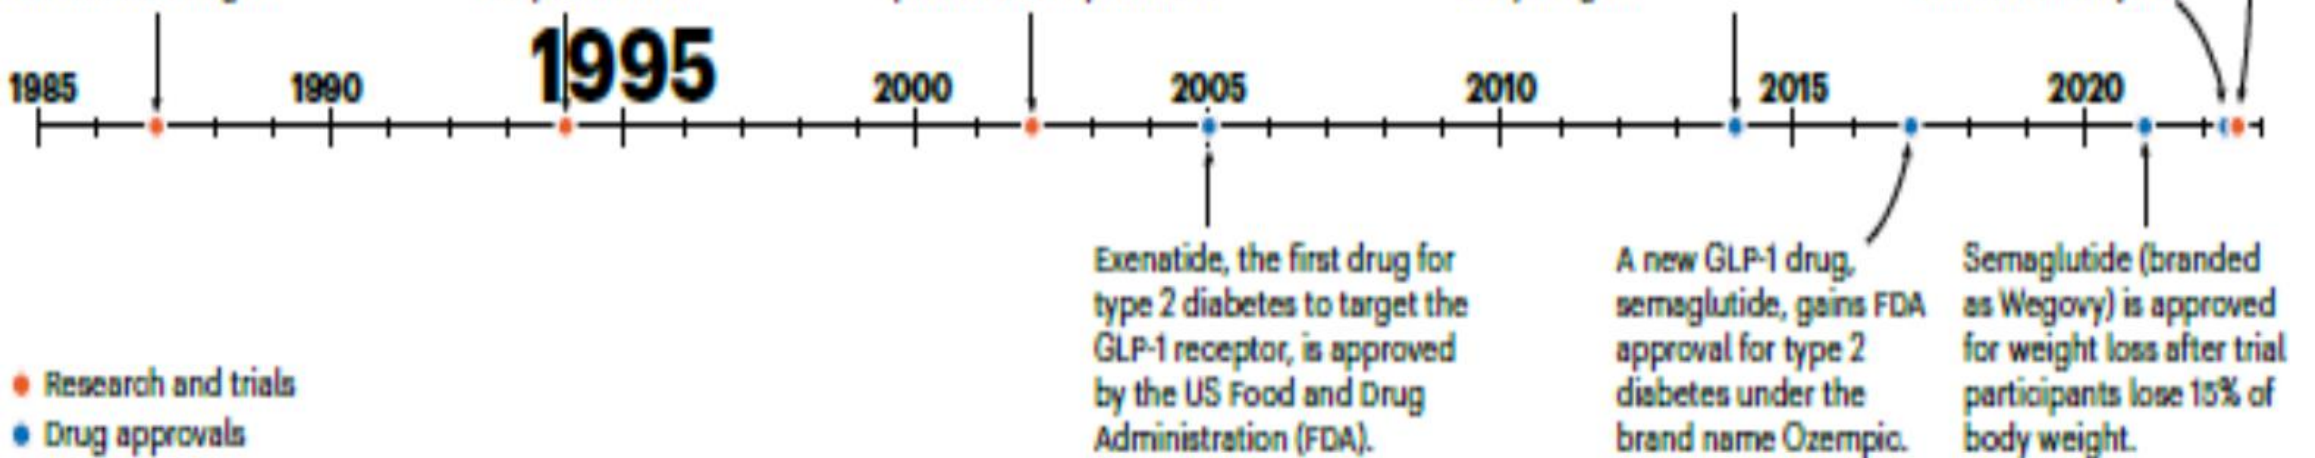 1985 1990 1995 2000 2005 2010 2015 2020
Exenatide, the first drug for
type 2 diabetes to target the
GLP-1 receptor, is approved
by the US Food and Drug
Administration (FDA).
A new GLP-1 drug,
semaglutide, gains FDA
approval for type 2
diabetes under the
brand name Ozempic.
Semaglutide (branded
as Wegovy) is approved
for weight loss after trial
participants lose 15% of
body weight.
Research and trials
Drug approvals